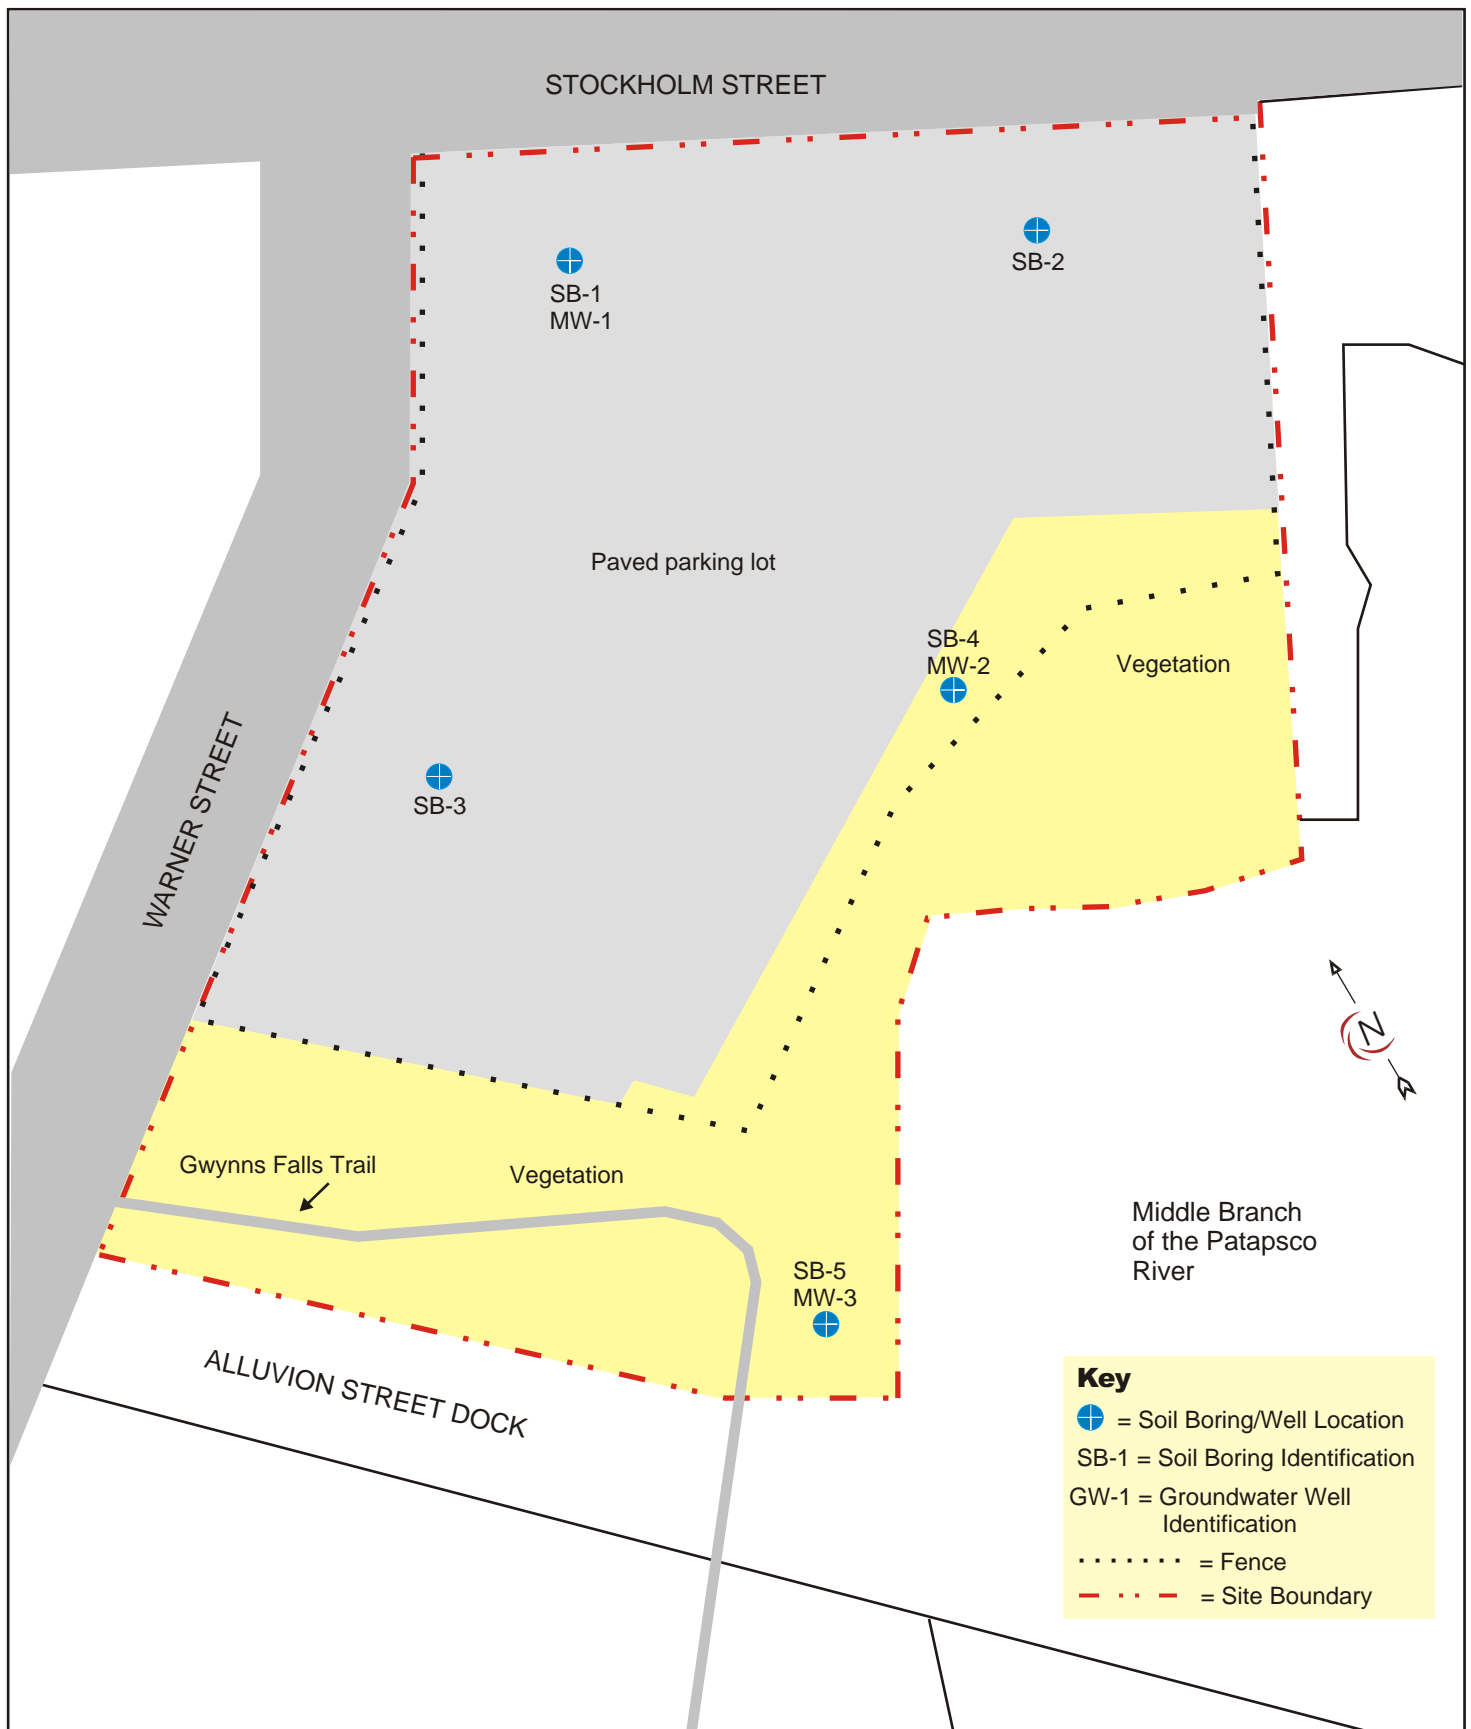 STOCKHOLM STREET
SB-1
MW-1
SB-2
Paved parking lot
SB-4
MW-2
Vegetation
WARNER STREET
SB-3
N
Gwynns Falls Trail
Vegetation
Middle Branch
of the Patapsco
River
SB-5
MW-3
ALLUVION STREET DOCK
Key
= Soil Boring/Well Location
SB-1 = Soil Boring Identification
GW-1 = Groundwater Well
Identification
= Fence
= Site Boundary